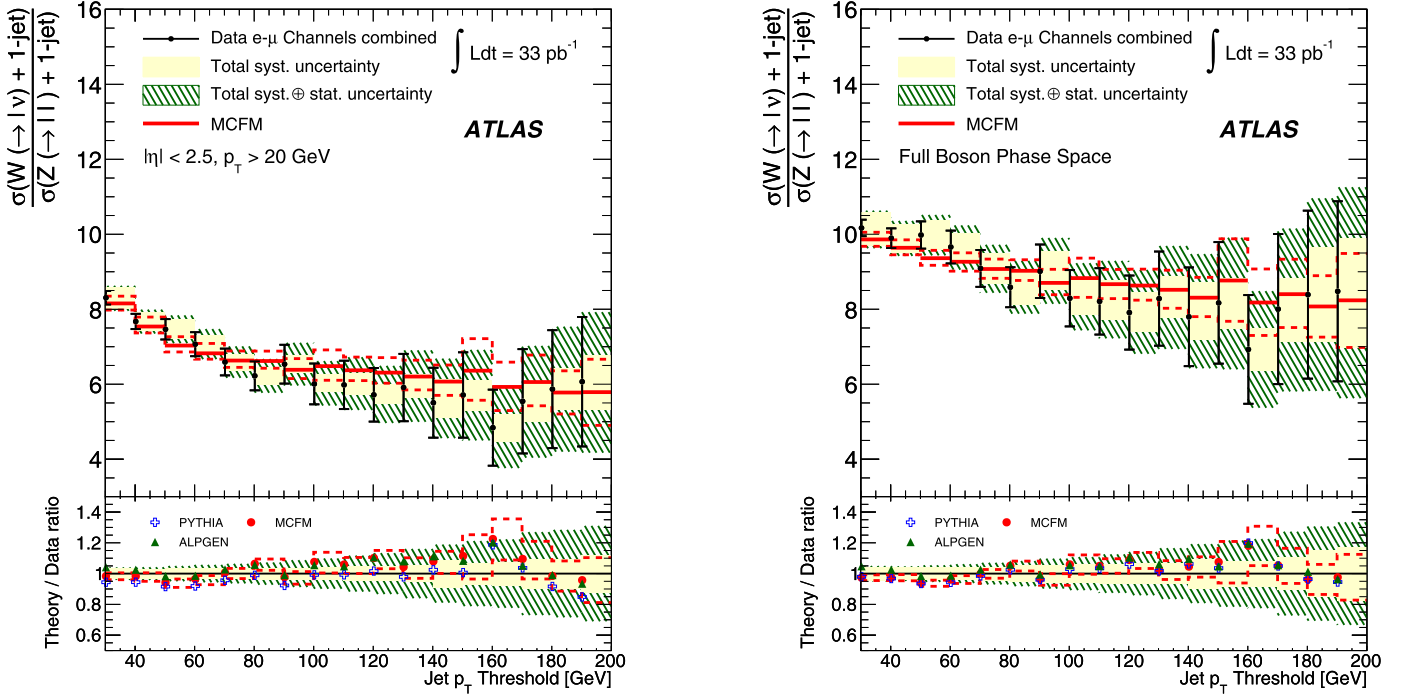 σ(W (→ l ν) + 1-jet)
σ(Z (→ l l ) + 1-jet)
16
14
12
10
8
6
4
Data e-μ Channels combined
Total syst. uncertainty
Total syst.⊕ stat. uncertainty
MCFM
∫ Ldt = 33 pb⁻¹
ATLAS
|η| < 2.5, p_T > 20 GeV
Theory / Data ratio
1.4
1.2
1
0.8
0.6
PYTHIA MCFM
ALPGEN
40 60 80 100 120 140 160 180 200
Jet p_T Threshold [GeV]
σ(W (→ l ν) + 1-jet)
σ(Z (→ l l ) + 1-jet)
16
14
12
10
8
6
4
Data e-μ Channels combined
Total syst. uncertainty
Total syst.⊕ stat. uncertainty
MCFM
∫ Ldt = 33 pb⁻¹
ATLAS
Full Boson Phase Space
Theory / Data ratio
1.4
1.2
1
0.8
0.6
PYTHIA MCFM
ALPGEN
40 60 80 100 120 140 160 180 200
Jet p_T Threshold [GeV]